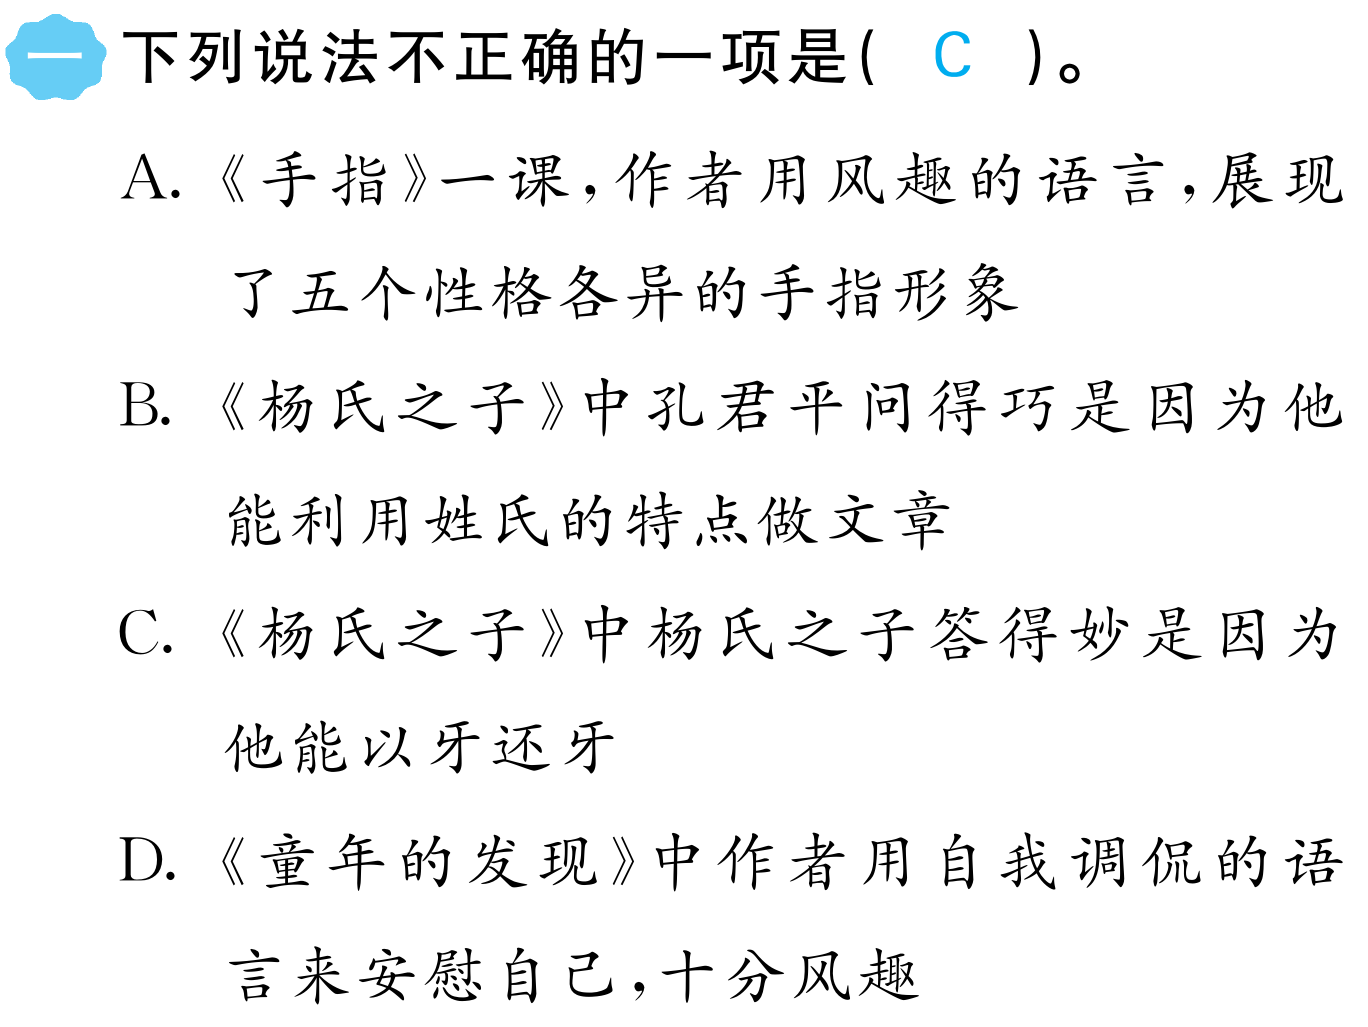 一 下列说法不正确的一项是( C )。
A. 《手指》一课,作者用风趣的语言,展现
了五个性格各异的手指形象
B. 《杨氏之子》中孔君平问得巧是因为他
能利用姓氏的特点做文章
C. 《杨氏之子》中杨氏之子答得妙是因为
他能以牙还牙
D. 《童年的发现》中作者用自我调侃的语
言来安慰自己,十分风趣